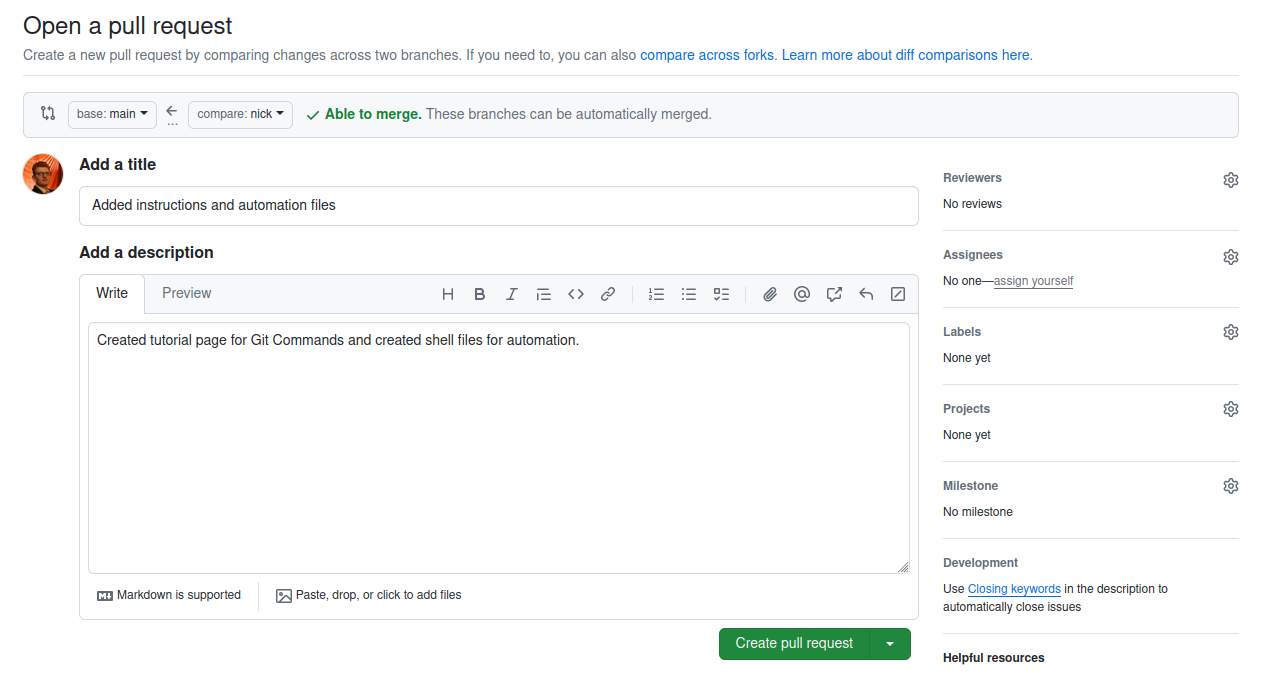 Open a pull request
Create a new pull request by comparing changes across two branches. If you need to, you can also compare across forks. Learn more about diff comparisons here.
base: main
...
compare: nick
Able to merge. These branches can be automatically merged.
Add a title
Added instructions and automation files
Add a description
Write
Preview
Created tutorial page for Git Commands and created shell files for automation.
Markdown is supported
Paste, drop, or click to add files
Create pull request
Reviewers
No reviews
Assignees
No one—assign yourself
Labels
None yet
Projects
None yet
Milestone
No milestone
Development
Use Closing keywords in the description to
automatically close issues
Helpful resources